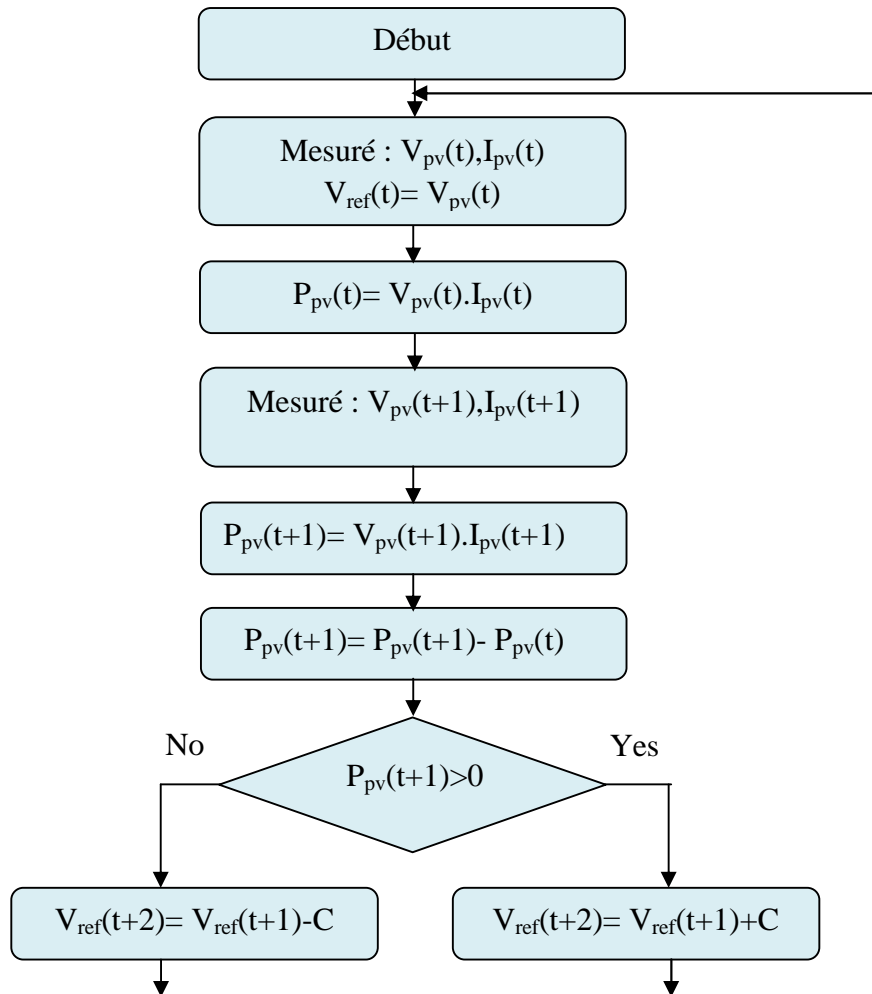 Début
Mesuré : Vpv(t),Ipv(t)
Vref(t)= Vpv(t)
Ppv(t)= Vpv(t).Ipv(t)
Mesuré : Vpv(t+1),Ipv(t+1)
Ppv(t+1)= Vpv(t+1).Ipv(t+1)
Ppv(t+1)= Ppv(t+1)- Ppv(t)
No
Yes
Ppv(t+1)>0
Vref(t+2)= Vref(t+1)-C
Vref(t+2)= Vref(t+1)+C